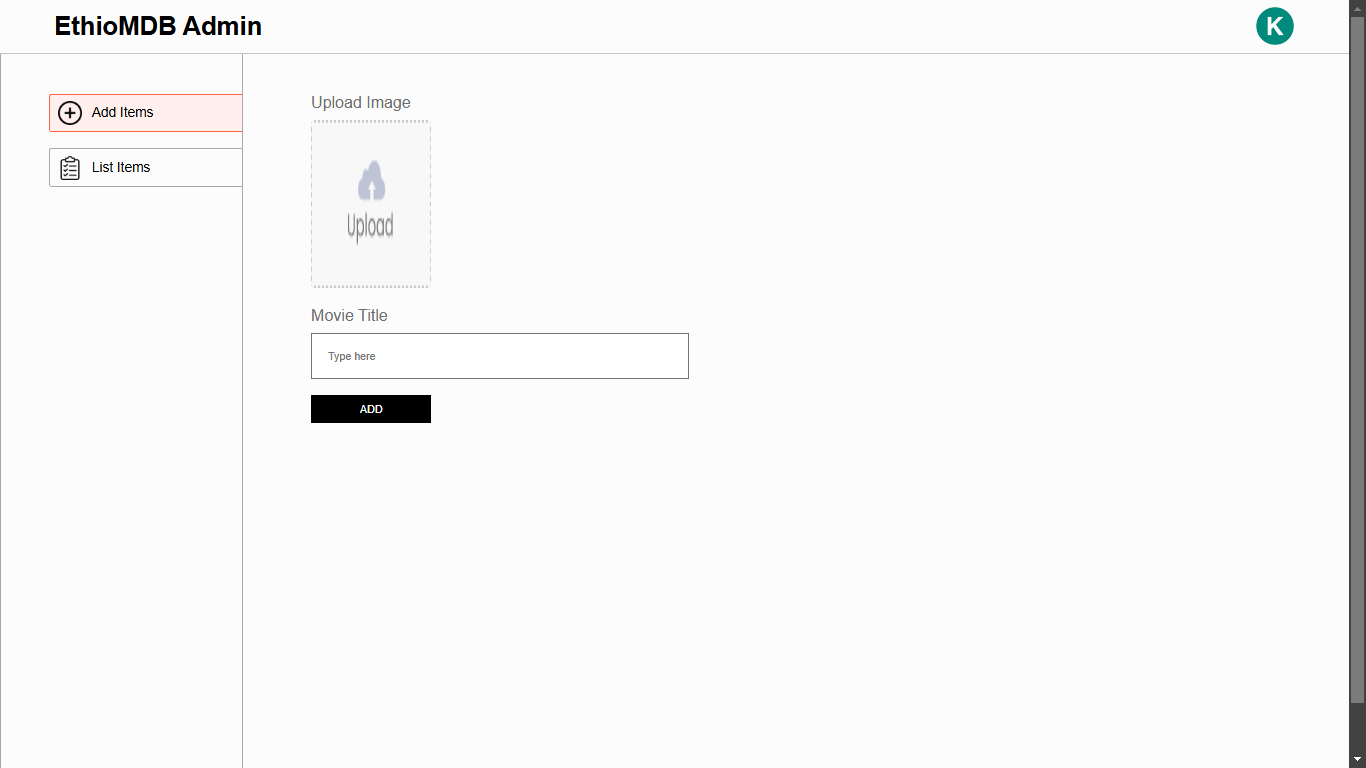 EthioMDB Admin
K
Add Items
List Items
Upload Image
Upload
Movie Title
Type here
ADD